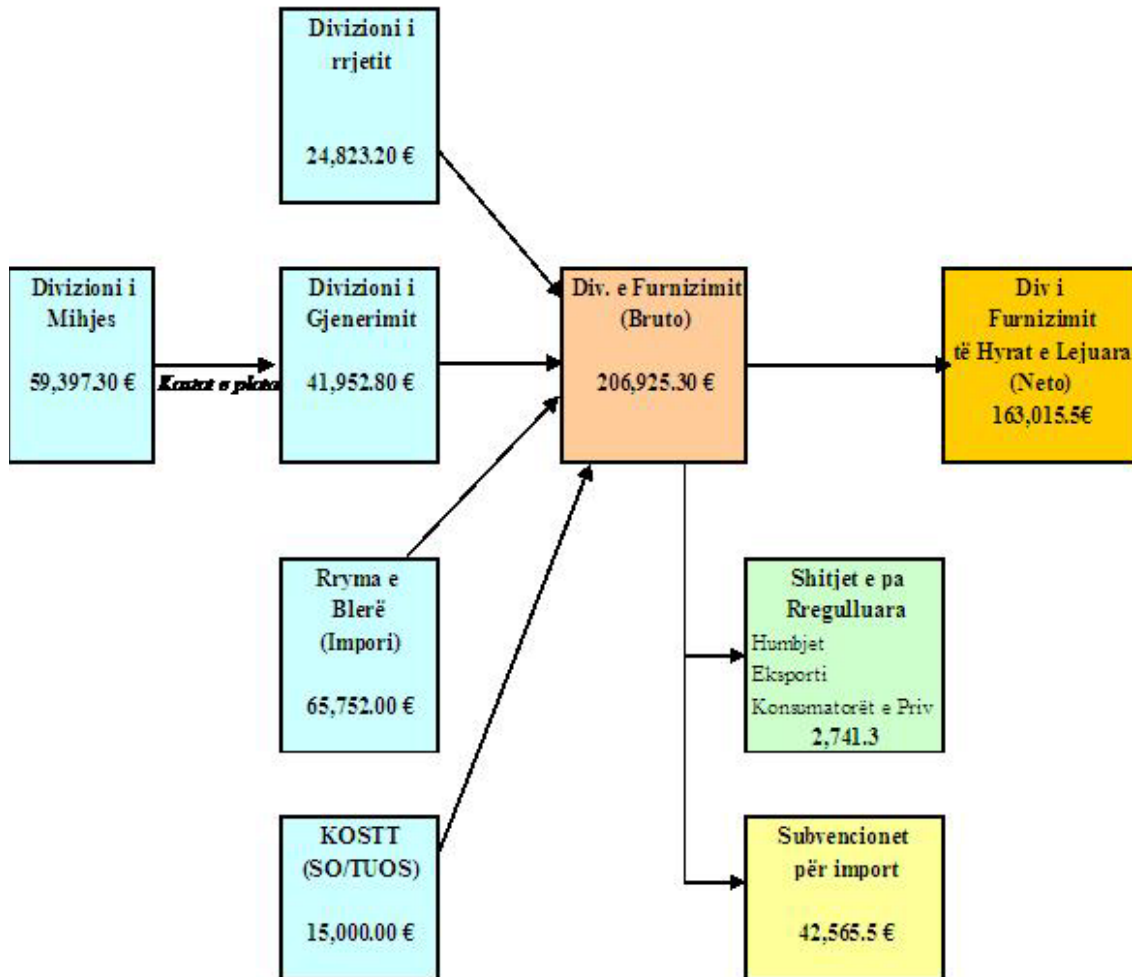 Divizioni i
rrjetit
24,823.20 €
Divizioni i
Mihjes
59,397.30 €
Kostot e plota
Divizioni i
Gjenerimit
41,952.80 €
Div. e Furnizimit
(Bruto)
206,925.30 €
Div i
Furnizimit
të Hyrat e Lejuara
(Neto)
163,015.5€
Rryma e
Blerë
(Impori)
65,752.00 €
Shitjet e pa
Rregulluara
Humbjet
Eksporti
Konsumatorët e Priv
2,741.3
KOSTT
(SO/TUOS)
15,000.00 €
Subvencionet
për import
42,565.5 €